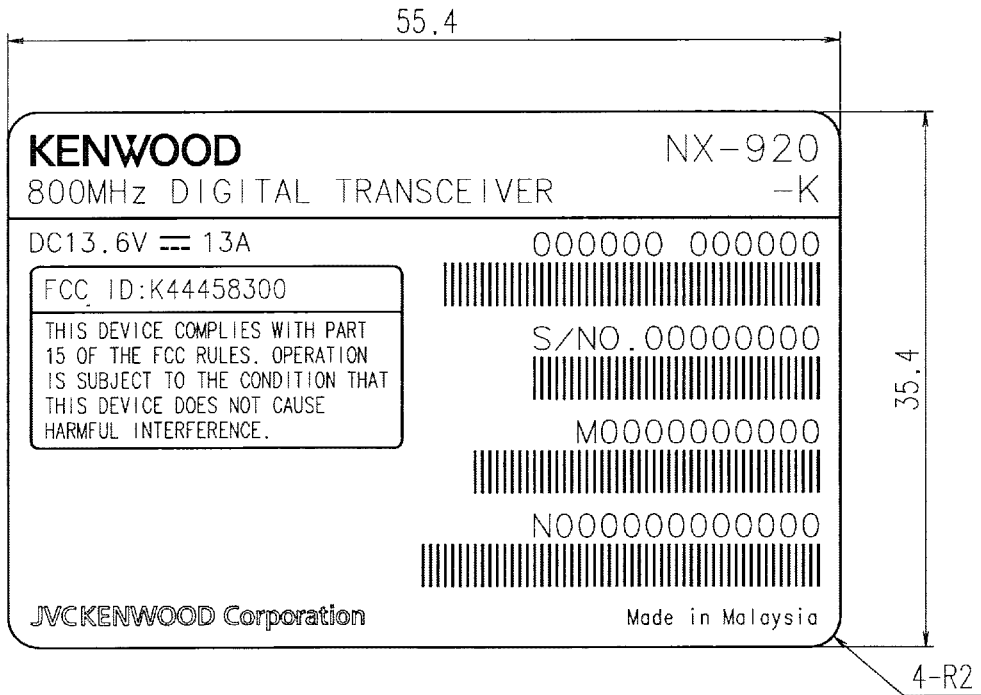 55.4
KENWOOD
NX-920
800MHz DIGITAL TRANSCEIVER
-K
DC13.6V ⎓ 13A
000000 000000
FCC ID:K44458300
THIS DEVICE COMPLIES WITH PART
15 OF THE FCC RULES. OPERATION
IS SUBJECT TO THE CONDITION THAT
THIS DEVICE DOES NOT CAUSE
HARMFUL INTERFERENCE.
S/NO.00000000
35.4
M0000000000
N000000000000
JVCKENWOOD Corporation
Made in Malaysia
4-R2